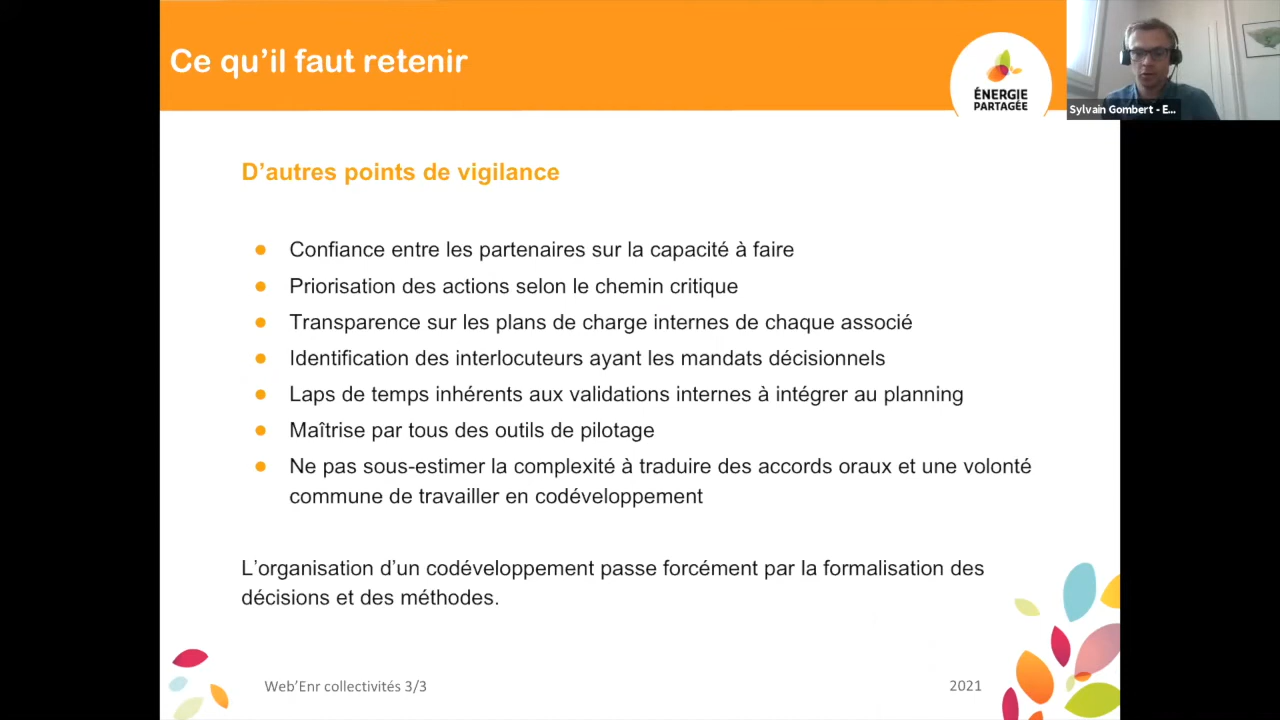 Ce qu'il faut retenir
ÉNERGIE
PARTAGÉE
Sylvain Gombert - E...
D'autres points de vigilance
Confiance entre les partenaires sur la capacité à faire
Priorisation des actions selon le chemin critique
Transparence sur les plans de charge internes de chaque associé
Identification des interlocuteurs ayant les mandats décisionnels
Laps de temps inhérents aux validations internes à intégrer au planning
Maîtrise par tous des outils de pilotage
Ne pas sous-estimer la complexité à traduire des accords oraux et une volonté
commune de travailler en codéveloppement
L'organisation d'un codéveloppement passe forcément par la formalisation des
décisions et des méthodes.
Web'Enr collectivités 3/3
2021